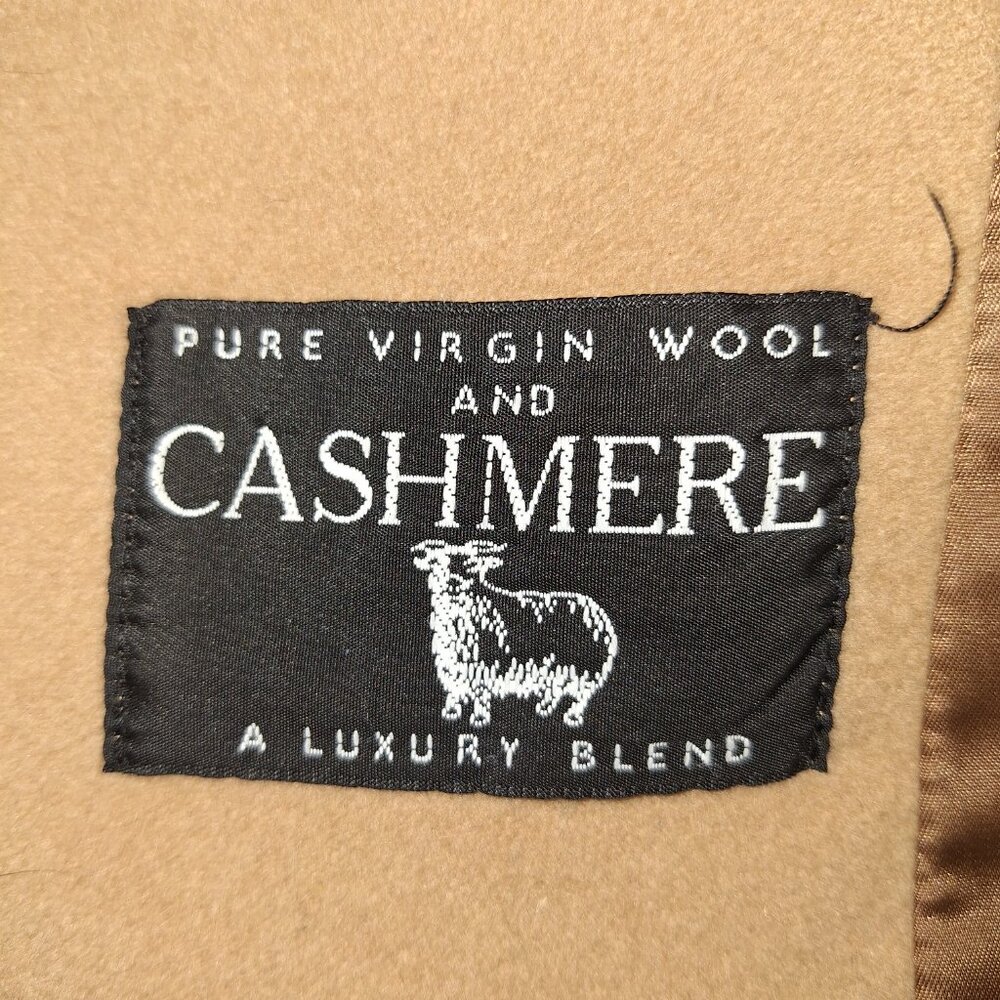 PURE VIRGIN WOOL
AND
CASHMERE
A LUXURY BLEND